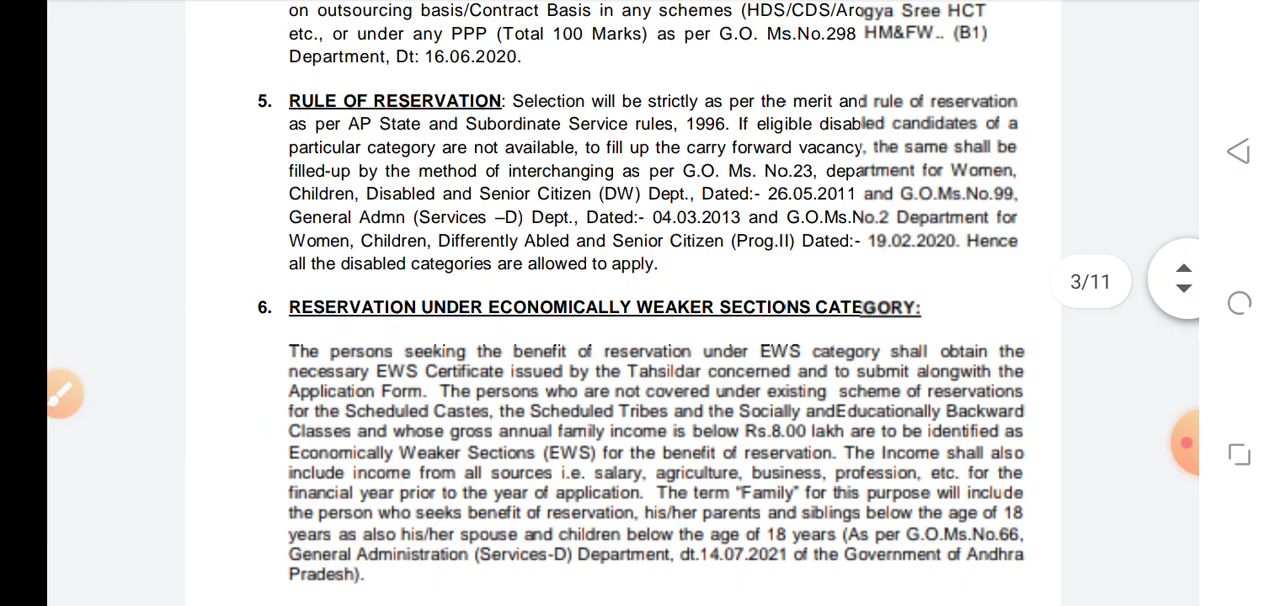 on outsourcing basis/Contract Basis in any schemes (HDS/CDS/Arogya Sree HCT
etc., or under any PPP (Total 100 Marks) as per G.O. Ms.No.298 HM&FW.. (B1)
Department, Dt: 16.06.2020.
5. RULE OF RESERVATION: Selection will be strictly as per the merit and rule of reservation
as per AP State and Subordinate Service rules, 1996. If eligible disabled candidates of a
particular category are not available, to fill up the carry forward vacancy, the same shall be
filled-up by the method of interchanging as per G.O. Ms. No.23, department for Women,
Children, Disabled and Senior Citizen (DW) Dept., Dated:- 26.05.2011 and G.O.Ms.No.99,
General Admn (Services –D) Dept., Dated:- 04.03.2013 and G.O.Ms.No.2 Department for
Women, Children, Differently Abled and Senior Citizen (Prog.II) Dated:- 19.02.2020. Hence
all the disabled categories are allowed to apply.
3/11
6. RESERVATION UNDER ECONOMICALLY WEAKER SECTIONS CATEGORY:
The persons seeking the benefit of reservation under EWS category shall obtain the
necessary EWS Certificate issued by the Tahsildar concerned and to submit alongwith the
Application Form. The persons who are not covered under existing scheme of reservations
for the Scheduled Castes, the Scheduled Tribes and the Socially andEducationally Backward
Classes and whose gross annual family income is below Rs.8.00 lakh are to be identified as
Economically Weaker Sections (EWS) for the benefit of reservation. The Income shall also
include income from all sources i.e. salary, agriculture, business, profession, etc. for the
financial year prior to the year of application. The term “Family” for this purpose will include
the person who seeks benefit of reservation, his/her parents and siblings below the age of 18
years as also his/her spouse and children below the age of 18 years (As per G.O.Ms.No.66,
General Administration (Services-D) Department, dt.14.07.2021 of the Government of Andhra
Pradesh).